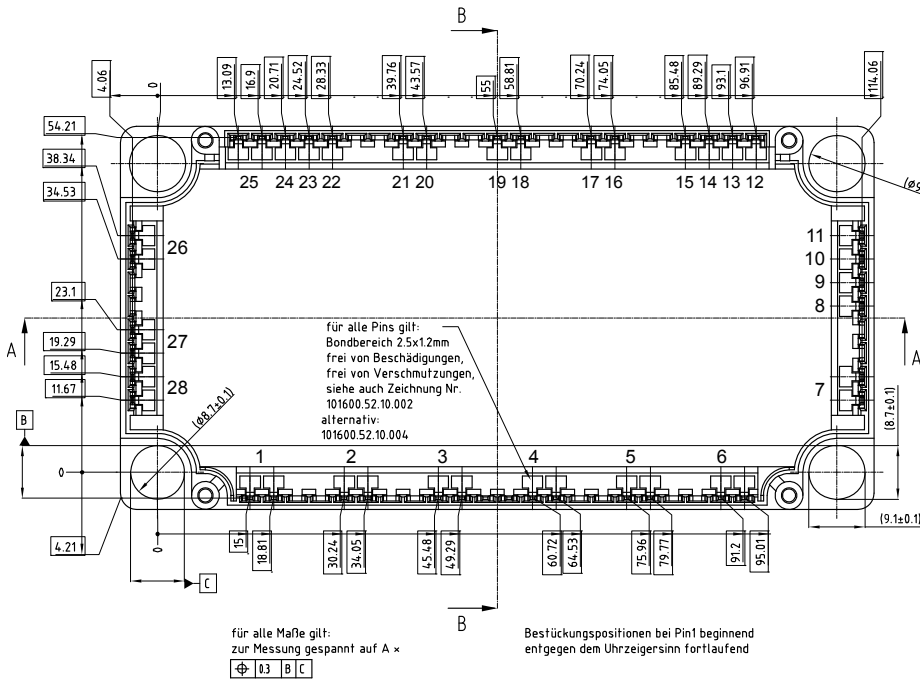 B
4.06
0
13.09
16.9
20.71
24.52
28.33
39.76
43.57
55
58.81
70.24
74.05
85.48
89.29
93.1
96.91
114.06
54.21
38.34
34.53
23.1
19.29
15.48
11.67
25 24 23 22 21 20 19 18 17 16 15 14 13 12
26
27
28
11
10
9
8
7
A
A
für alle Pins gilt:
Bondbereich 2.5x1.2mm
frei von Beschädigungen,
frei von Verschmutzungen,
siehe auch Zeichnung Nr.
101600.52.10.002
alternativ:
101600.52.10.004
(⌀8.7±0.1)
(8.7±0.1)
(9.1±0.1)
B
0
4.21
0
C
1 2 3 4 5 6
15
18.81
30.24
34.05
45.48
49.29
60.72
64.53
75.96
79.77
91.2
95.01
B
für alle Maße gilt:
zur Messung gespannt auf A ×
⌖ 0.3 B C
Bestückungspositionen bei Pin1 beginnend
entgegen dem Uhrzeigersinn fortlaufend